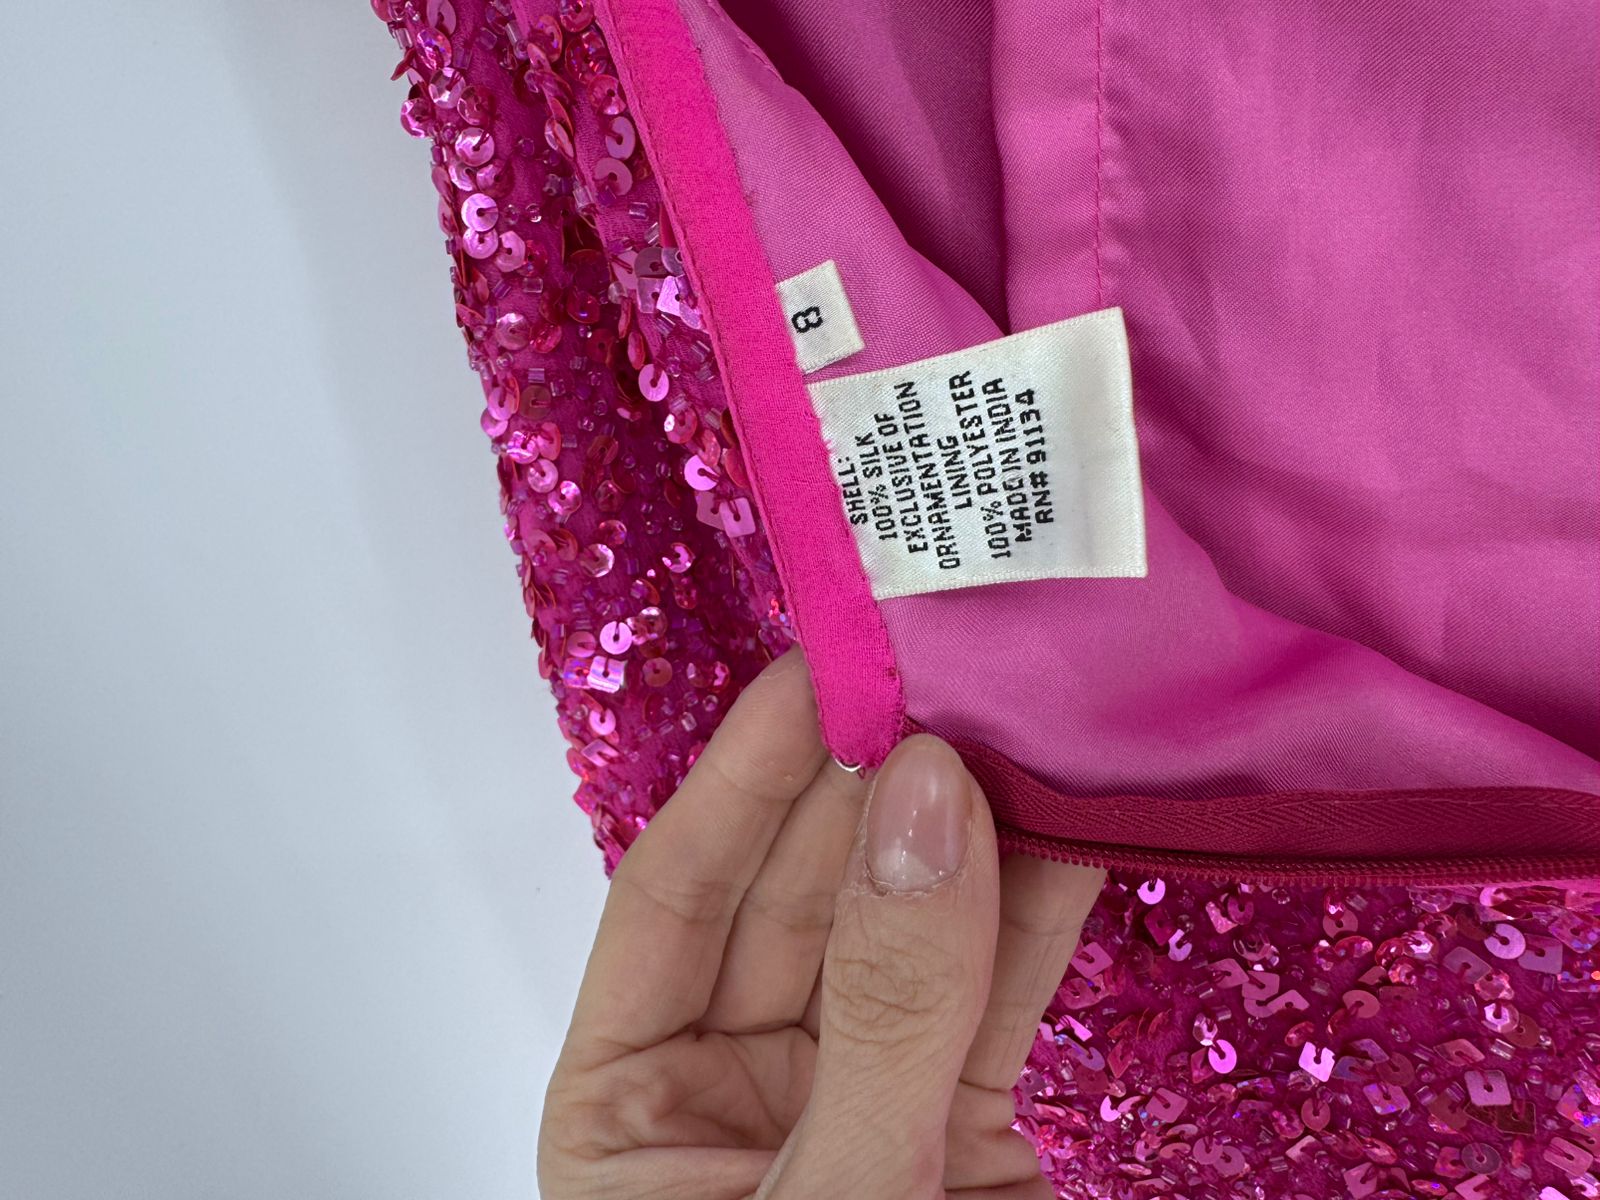 8
SHELL:
100% SILK
EXCLUSIVE OF
ORNAMENTATION
LINING
100% POLYESTER
MADE IN INDIA
RN# 91134